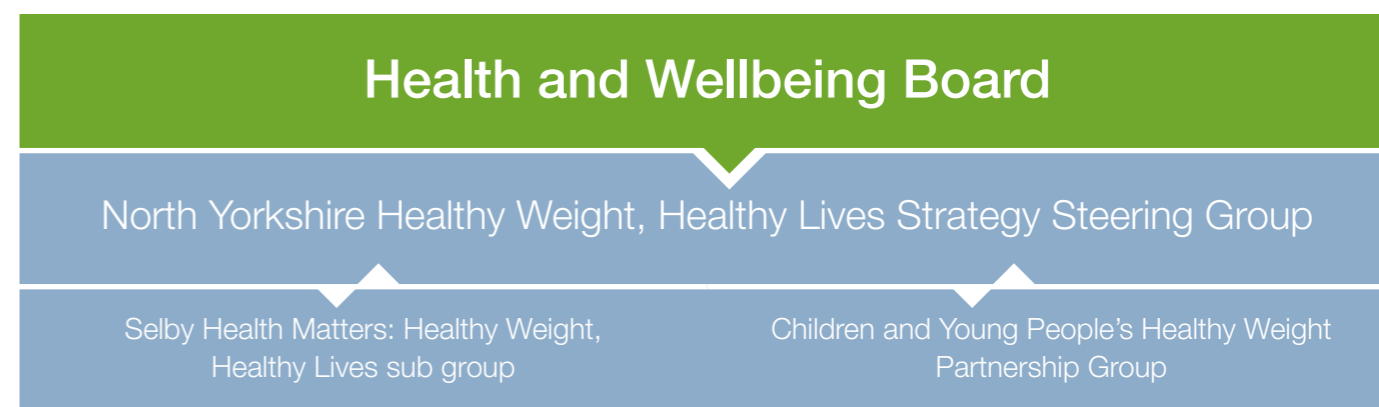 Health and Wellbeing Board
North Yorkshire Healthy Weight, Healthy Lives Strategy Steering Group
Selby Health Matters: Healthy Weight,
Healthy Lives sub group
Children and Young People’s Healthy Weight
Partnership Group